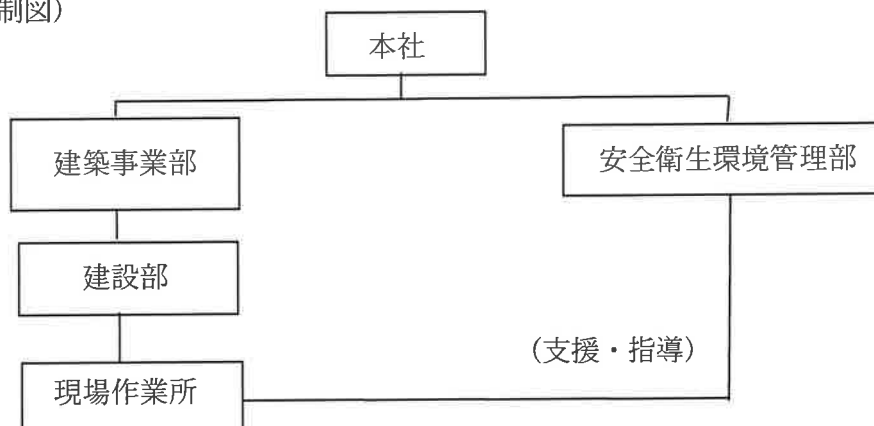 制図）
本社
建築事業部
安全衛生環境管理部
建設部
（支援・指導）
現場作業所